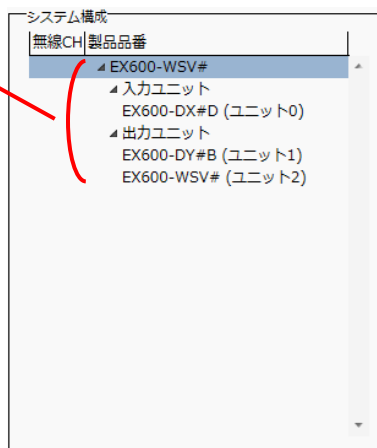 システム構成
無線CH 製品品番
EX600-WSV#
入力ユニット
EX600-DX#D (ユニット0)
出力ユニット
EX600-DY#B (ユニット1)
EX600-WSV# (ユニット2)